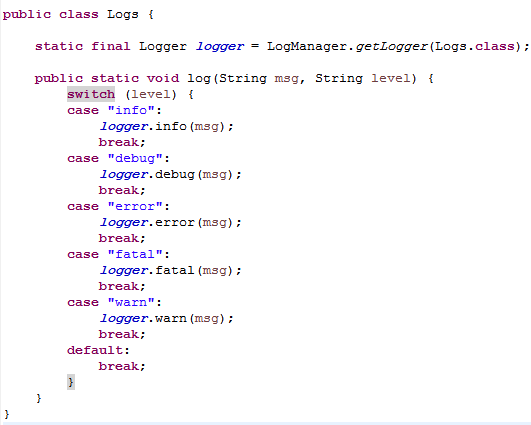 public class Logs {
static final Logger logger = LogManager.getLogger(Logs.class);
public static void log(String msg, String level) {
switch (level) {
case "info":
logger.info(msg);
break;
case "debug":
logger.debug(msg);
break;
case "error":
logger.error(msg);
break;
case "fatal":
logger.fatal(msg);
break;
case "warn":
logger.warn(msg);
break;
default:
break;
}
}
}